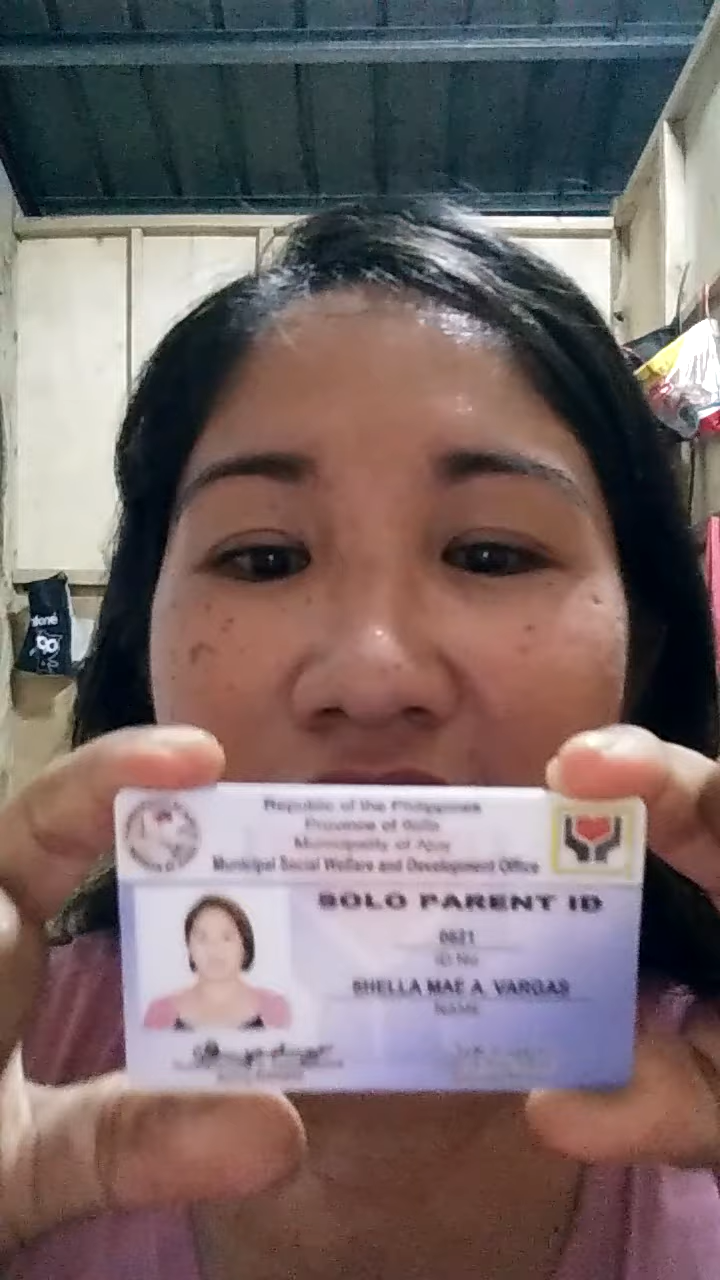 Republic of the Philippines
Province of Iloilo
Municipality of Ajuy
Municipal Social Welfare and Development Office
SOLO PARENT ID
0621
ID No
SHELLA MAE A. VARGAS
NAME